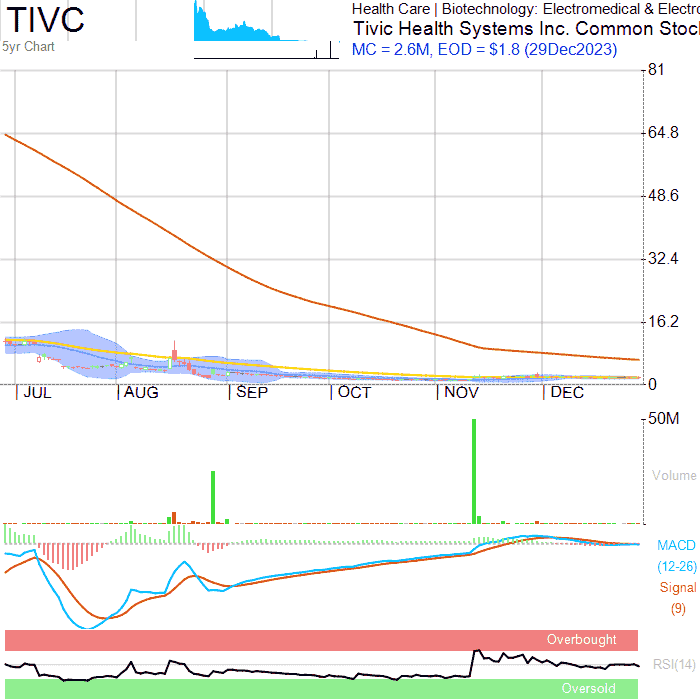 TIVC
5yr Chart
Health Care | Biotechnology: Electromedical & Electro
Tivic Health Systems Inc. Common Stoc
MC = 2.6M, EOD = $1.8 (29Dec2023)
81
64.8
48.6
32.4
16.2
0
JUL AUG SEP OCT NOV DEC
50M
Volume
MACD
(12-26)
Signal
(9)
Overbought
RSI(14)
Oversold